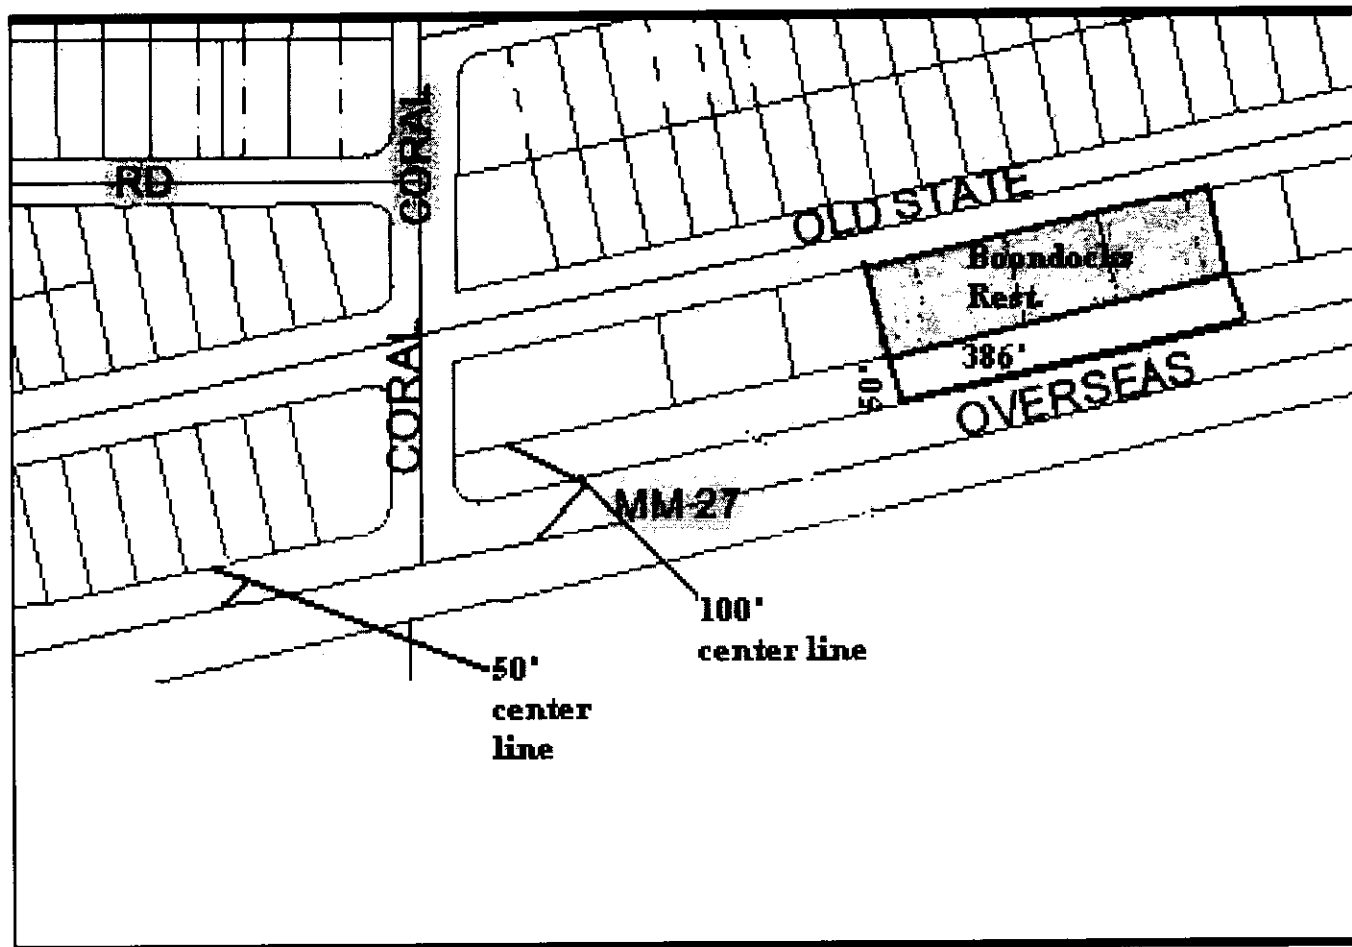 CORAL
RD
OLD STATE
Boondocks
Rest.
CORAL
386'
50'
OVERSEAS
MM-27
100'
center line
50'
center
line